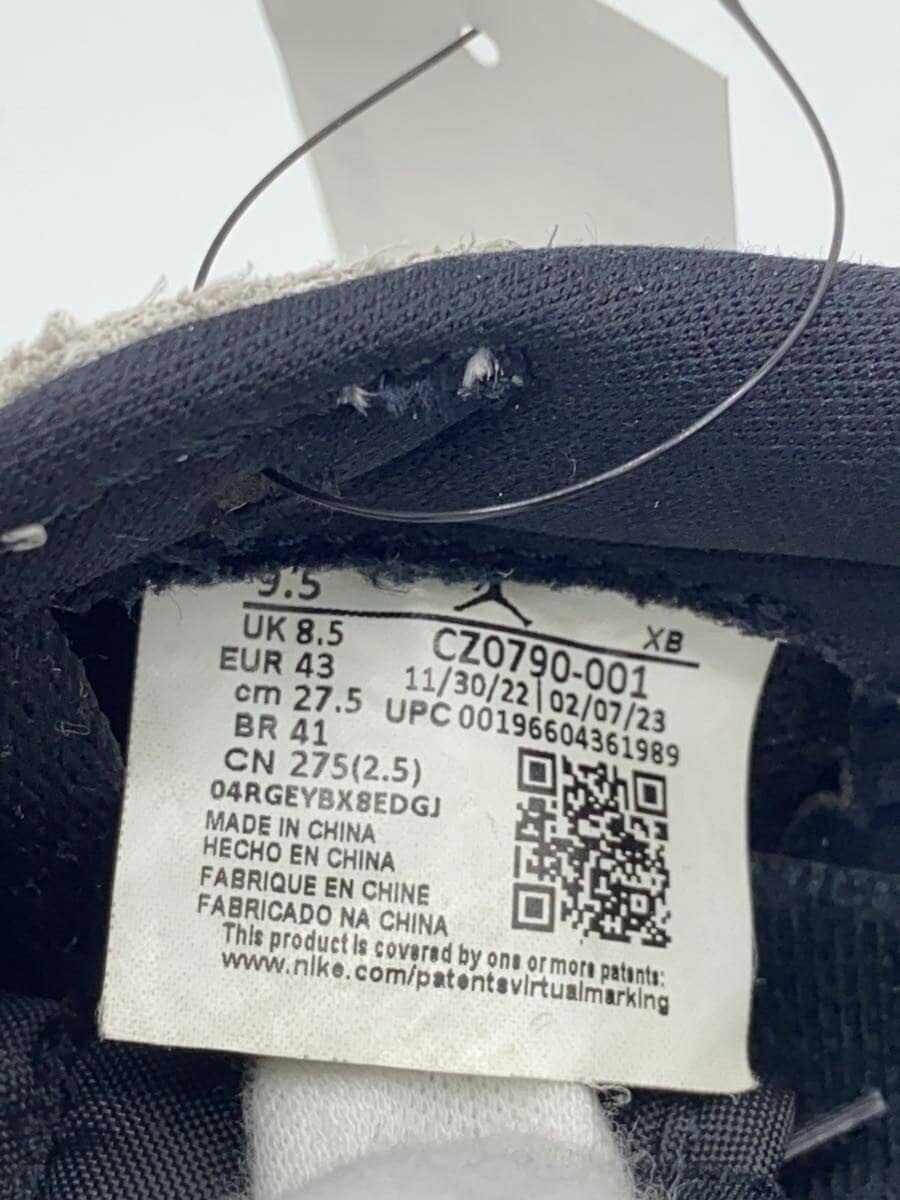 9.5
XB
UK 8.5
EUR 43
cm 27.5
BR 41
CN 275(2.5)
04RGEYBX8EDGJ
CZ0790-001
11/30/22|02/07/23
UPC 00196604361989
MADE IN CHINA
HECHO EN CHINA
FABRIQUE EN CHINE
FABRICADO NA CHINA
This product is covered by one or more patents:
www.nike.com/patentsvirtualmarking